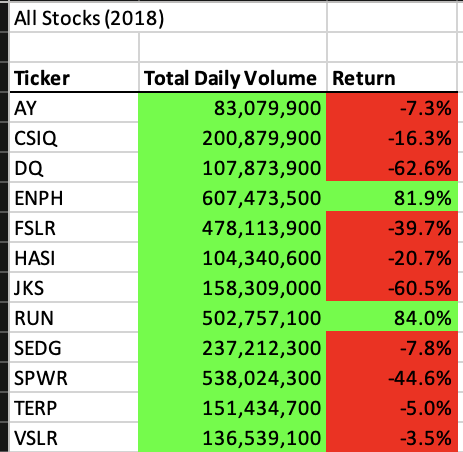 All Stocks (2018)
Ticker Total Daily Volume Return
AY 83,079,900 -7.3%
CSIQ 200,879,900 -16.3%
DQ 107,873,900 -62.6%
ENPH 607,473,500 81.9%
FSLR 478,113,900 -39.7%
HASI 104,340,600 -20.7%
JKS 158,309,000 -60.5%
RUN 502,757,100 84.0%
SEDG 237,212,300 -7.8%
SPWR 538,024,300 -44.6%
TERP 151,434,700 -5.0%
VSLR 136,539,100 -3.5%